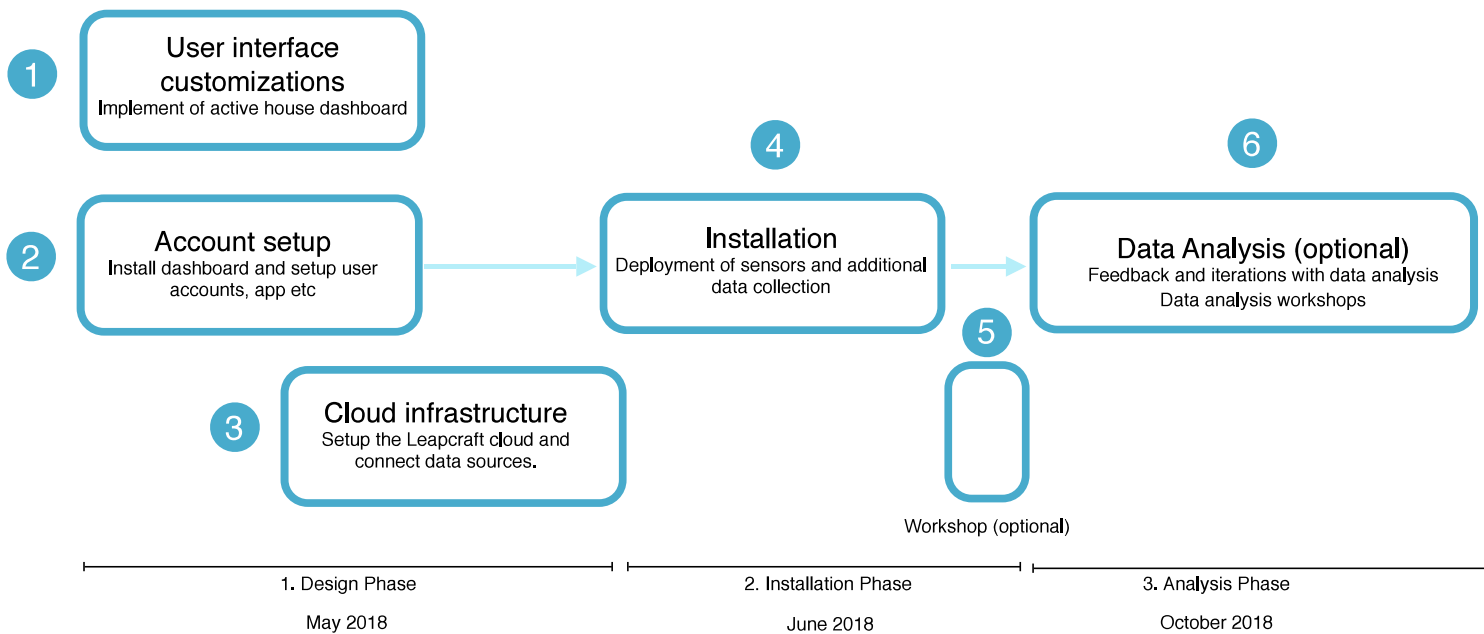 1
User interface
customizations
Implement of active house dashboard
2
Account setup
Install dashboard and setup user
accounts, app etc
3
Cloud infrastructure
Setup the Leapcraft cloud and
connect data sources.
4
Installation
Deployment of sensors and additional
data collection
5
Workshop (optional)
6
Data Analysis (optional)
Feedback and iterations with data analysis
Data analysis workshops
1. Design Phase
May 2018
2. Installation Phase
June 2018
3. Analysis Phase
October 2018